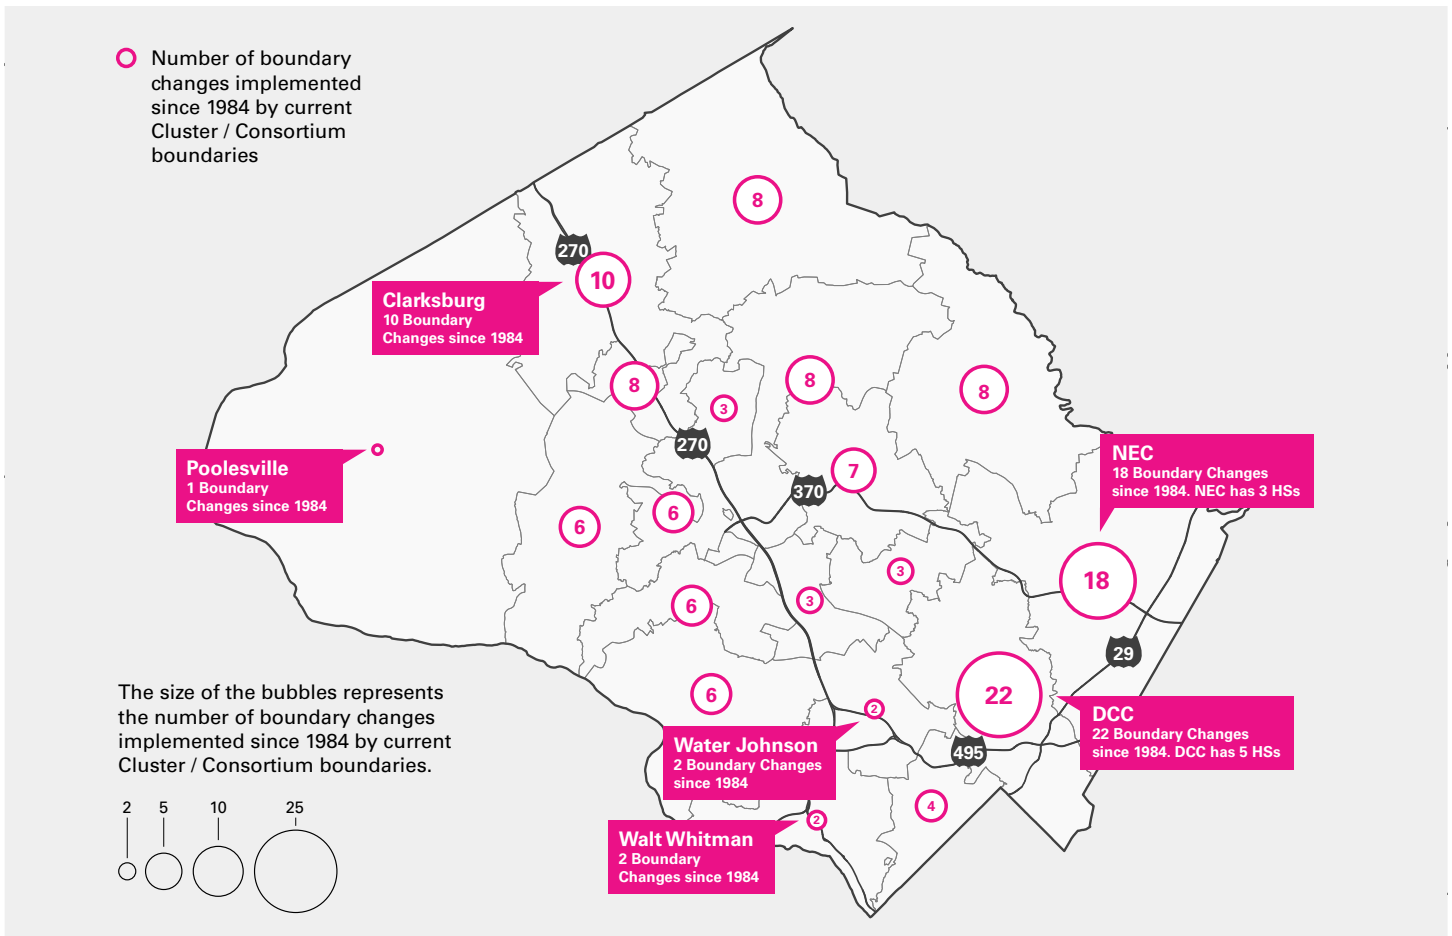 Number of boundary
changes implemented
since 1984 by current
Cluster / Consortium
boundaries
8
270
10
Clarksburg
10 Boundary
Changes since 1984
8
3
8
8
270
Poolesville
1 Boundary
Changes since 1984
370
7
NEC
18 Boundary Changes
since 1984. NEC has 3 HSs
6
6
3
18
6
3
29
6
22
2
DCC
22 Boundary Changes
since 1984. DCC has 5 HSs
495
Water Johnson
2 Boundary Changes
since 1984
4
2
Walt Whitman
2 Boundary
Changes since 1984
The size of the bubbles represents
the number of boundary changes
implemented since 1984 by current
Cluster / Consortium boundaries.
2 5 10 25